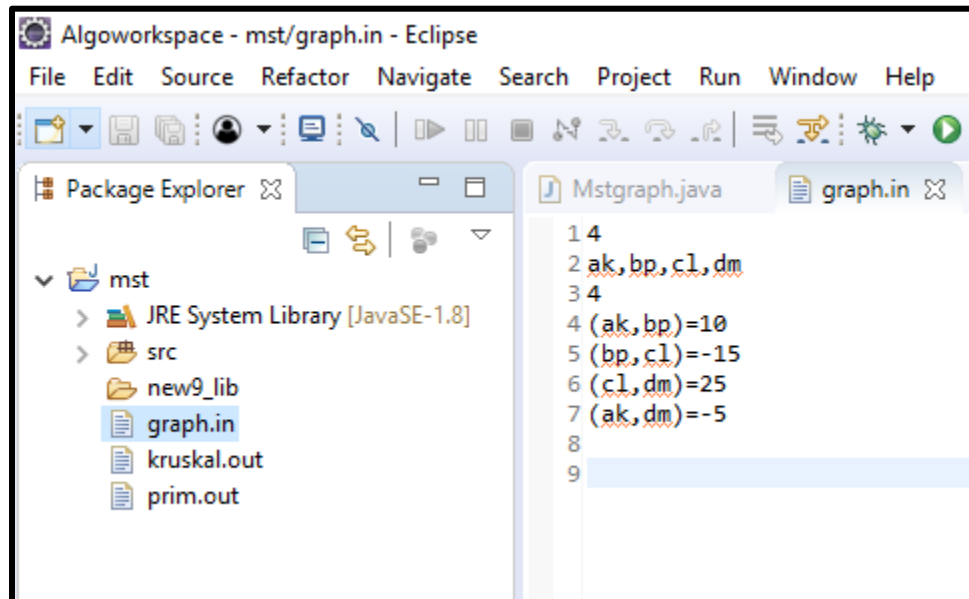 Algoworkspace - mst/graph.in - Eclipse
File Edit Source Refactor Navigate Search Project Run Window Help
Package Explorer
Mstgraph.java
graph.in
mst
JRE System Library [JavaSE-1.8]
src
new9_lib
graph.in
kruskal.out
prim.out
1 4
2 ak,bp,cl,dm
3 4
4 (ak,bp)=10
5 (bp,cl)=-15
6 (cl,dm)=25
7 (ak,dm)=-5
8
9